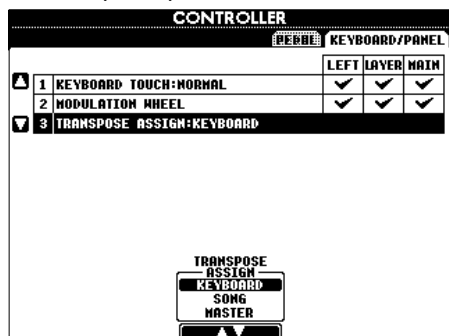 CONTROLLER
PEDAL KEYBOARD/PANEL
LEFT LAYER MAIN
1 KEYBOARD TOUCH:NORMAL
2 MODULATION WHEEL
3 TRANSPOSE ASSIGN:KEYBOARD
TRANSPOSE
ASSIGN
KEYBOARD
SONG
MASTER